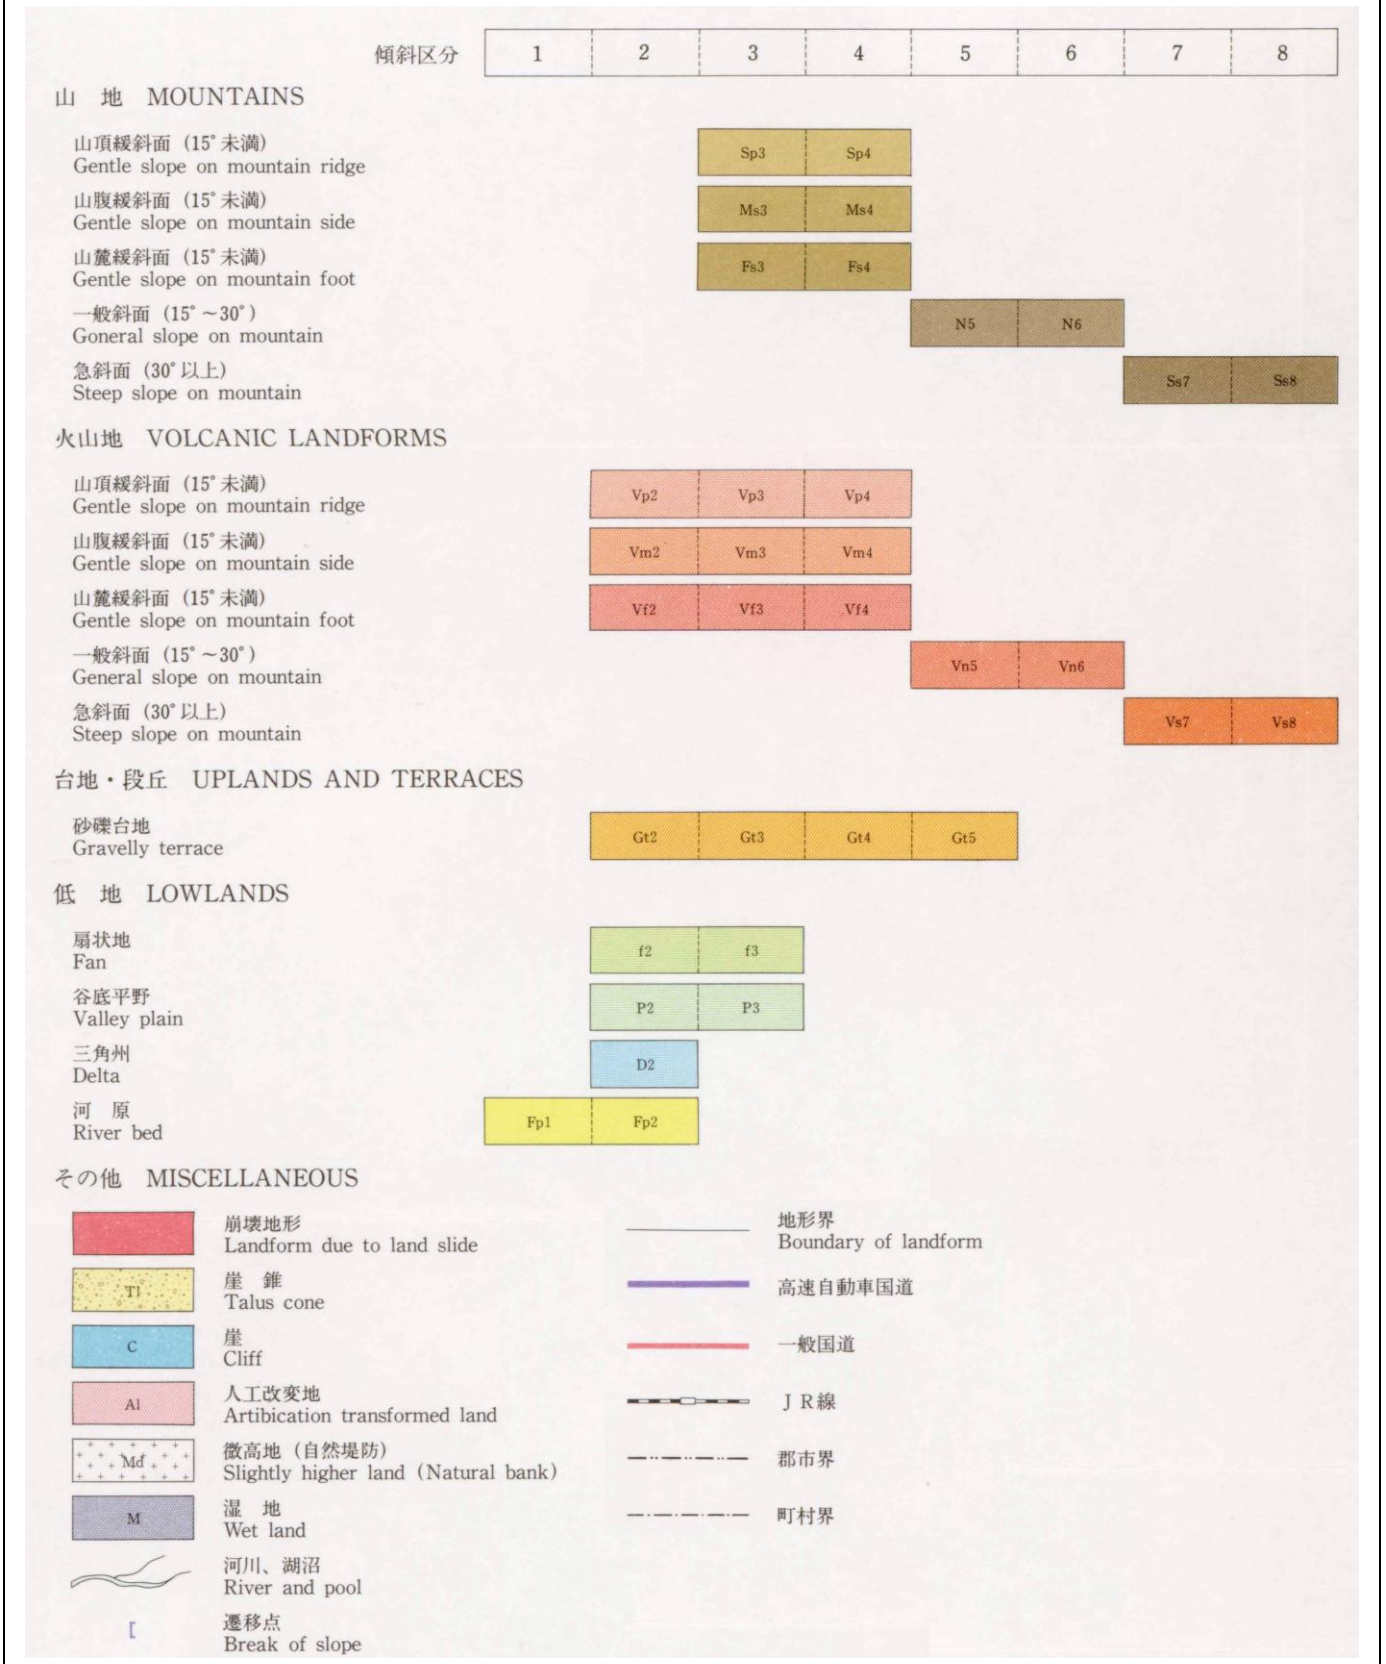 傾斜区分 1 2 3 4 5 6 7 8
山 地 MOUNTAINS
山頂緩斜面 (15°未満)
Gentle slope on mountain ridge
Sp3 Sp4
山腹緩斜面 (15°未満)
Gentle slope on mountain side
Ms3 Ms4
山麓緩斜面 (15°未満)
Gentle slope on mountain foot
Fs3 Fs4
一般斜面 (15°~30°)
Goneral slope on mountain
N5 N6
急斜面 (30°以上)
Steep slope on mountain
Ss7 Ss8
火山地 VOLCANIC LANDFORMS
山頂緩斜面 (15°未満)
Gentle slope on mountain ridge
Vp2 Vp3 Vp4
山腹緩斜面 (15°未満)
Gentle slope on mountain side
Vm2 Vm3 Vm4
山麓緩斜面 (15°未満)
Gentle slope on mountain foot
Vf2 Vf3 Vf4
一般斜面 (15°~30°)
General slope on mountain
Vn5 Vn6
急斜面 (30°以上)
Steep slope on mountain
Vs7 Vs8
台地・段丘 UPLANDS AND TERRACES
砂礫台地
Gravelly terrace
Gt2 Gt3 Gt4 Gt5
低 地 LOWLANDS
扇状地
Fan
f2 f3
谷底平野
Valley plain
P2 P3
三角州
Delta
D2
河 原
River bed
Fp1 Fp2
その他 MISCELLANEOUS
崩壊地形
Landform due to land slide
Tl
崖 錐
Talus cone
C
崖
Cliff
Al
人工改変地
Artibication transformed land
Md
微高地 (自然堤防)
Slightly higher land (Natural bank)
M
湿 地
Wet land
河川、湖沼
River and pool
遷移点
Break of slope
地形界
Boundary of landform
高速自動車国道
一般国道
JR線
郡市界
町村界